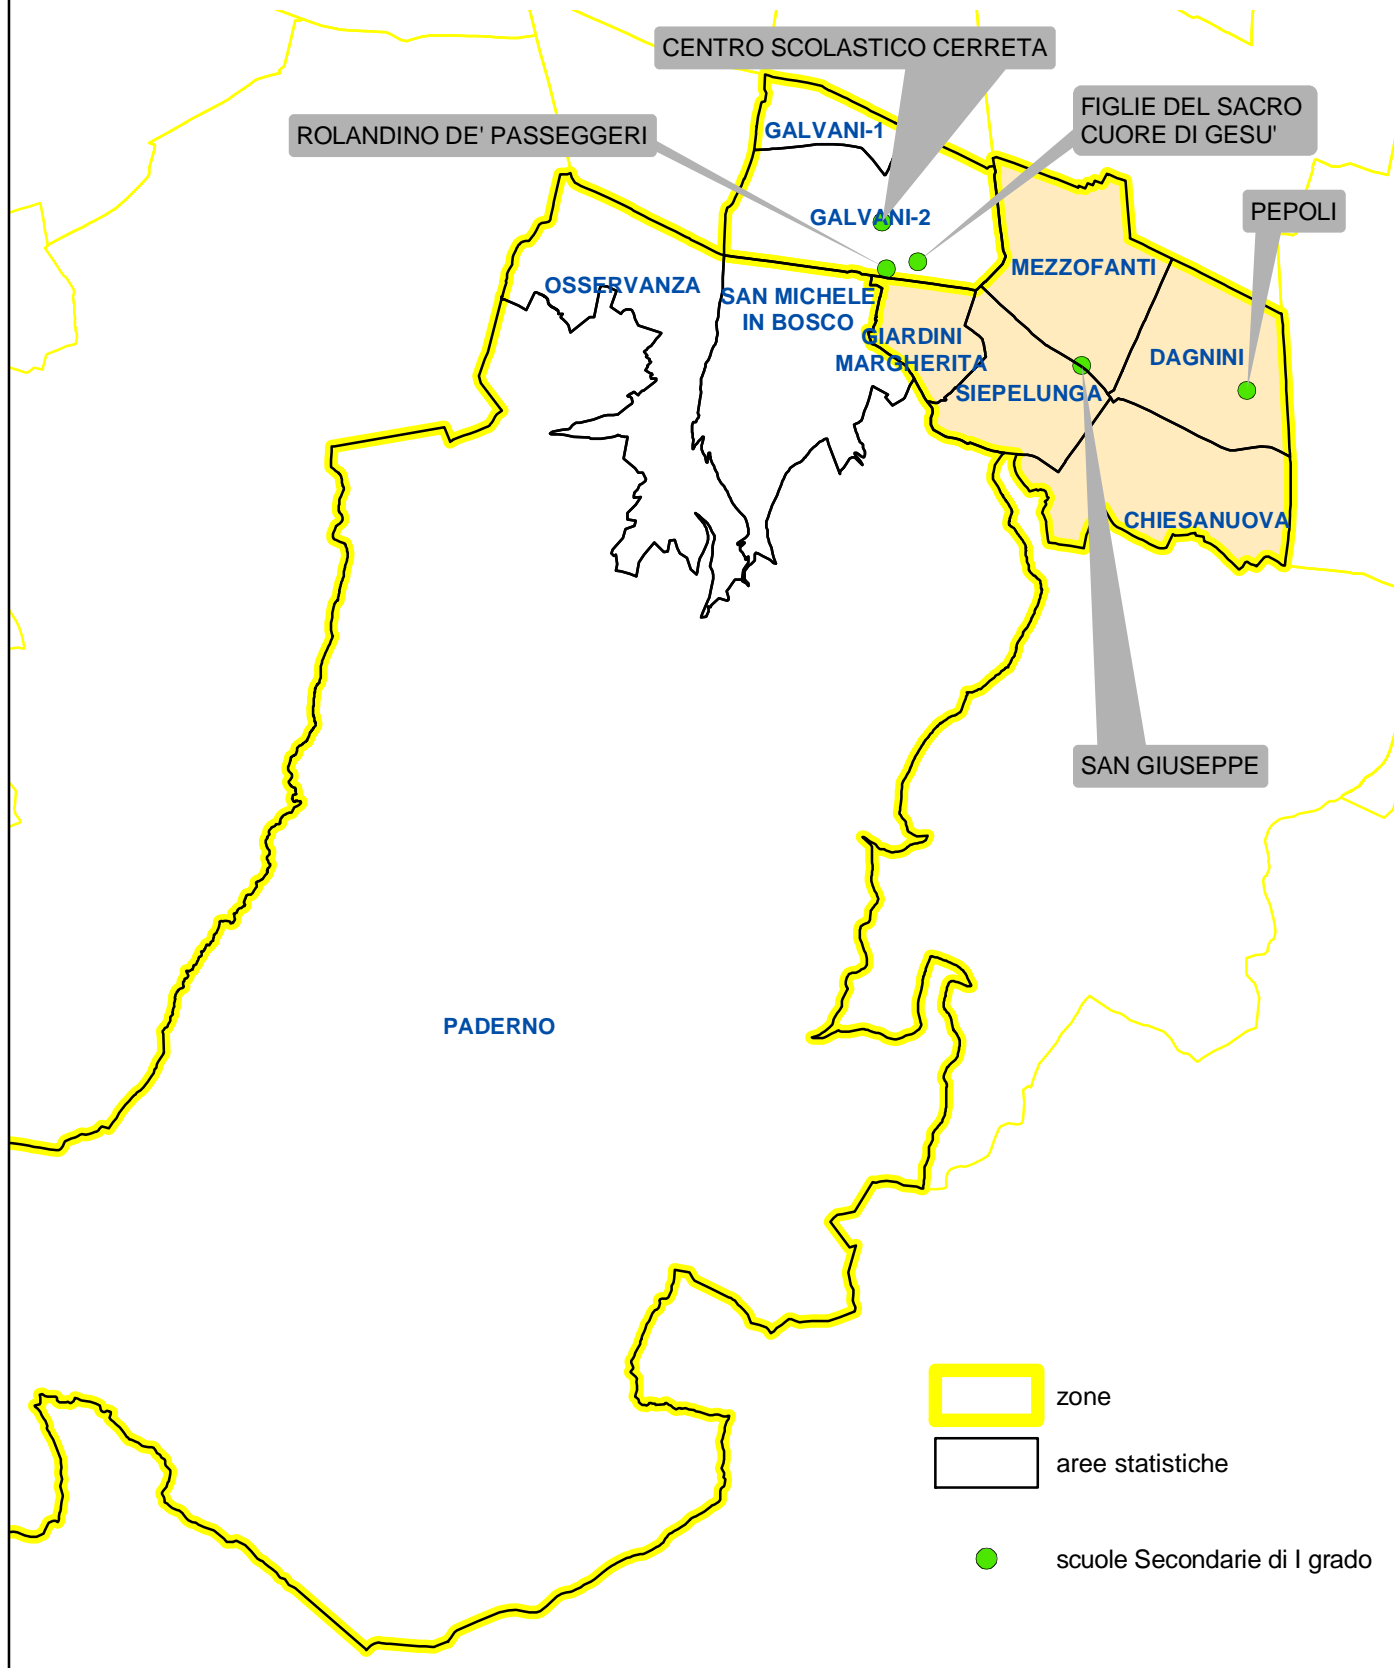 CENTRO SCOLASTICO CERRETA
FIGLIE DEL SACRO
CUORE DI GESU'
ROLANDINO DE' PASSEGGERI
GALVANI-1
PEPOLI
GALVANI-2
MEZZOFANTI
OSSERVANZA
SAN MICHELE
IN BOSCO
GIARDINI
MARGHERITA
DAGNINI
SIEPELUNGA
CHIESANUOVA
SAN GIUSEPPE
PADERNO
zone
aree statistiche
scuole Secondarie di I grado